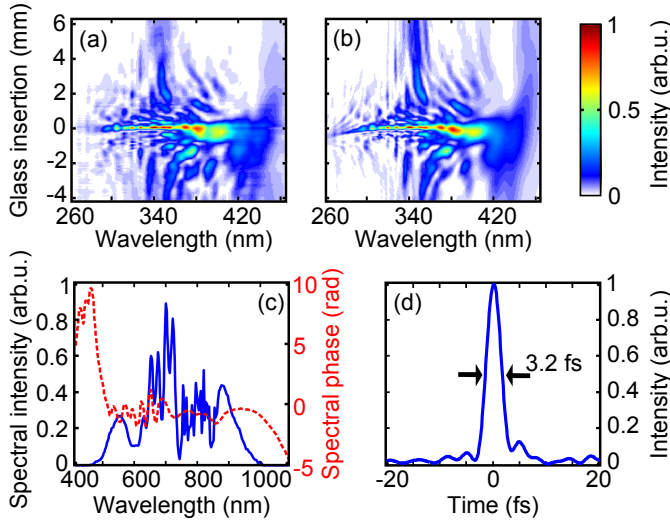 Glass insertion (mm)
6
4
2
0
-2
-4
(a)
260
340
420
Wavelength (nm)
(b)
260
340
420
Wavelength (nm)
1
0.5
0
Intensity (arb.u.)
Spectral intensity (arb.u.)
1
0.8
0.6
0.4
0.2
0
(c)
400
600
800
1000
Wavelength (nm)
10
5
0
-5
Spectral phase (rad)
(d)
3.2 fs
-20
-10
0
10
20
Time (fs)
1
0.8
0.6
0.4
0.2
0
Intensity (arb.u.)